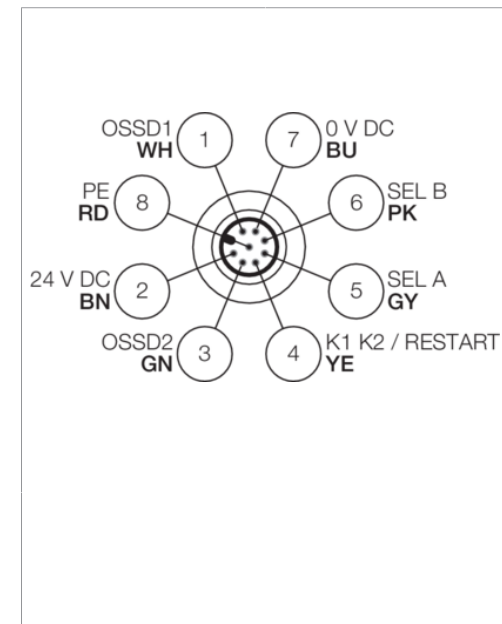 OSSD1
WH
1
7
0 V DC
BU
PE
RD
8
6
SEL B
PK
24 V DC
BN
2
5
SEL A
GY
OSSD2
GN
3
4
K1 K2 / RESTART
YE